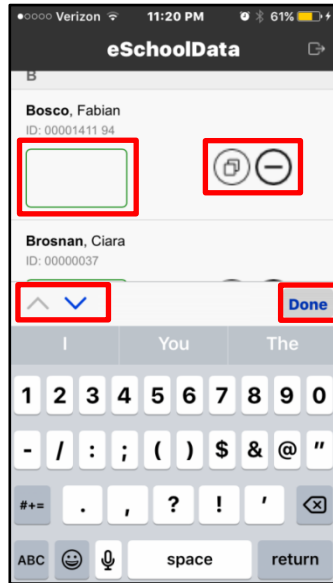 Verizon 11:20 PM 61%
eSchoolData
B
Bosco, Fabian
ID: 00001411 94
Brosnan, Ciara
ID: 00000037
Done
I You The
1 2 3 4 5 6 7 8 9 0
- / : ; ( ) $ & @ "
#+= . , ? ! '
ABC space return